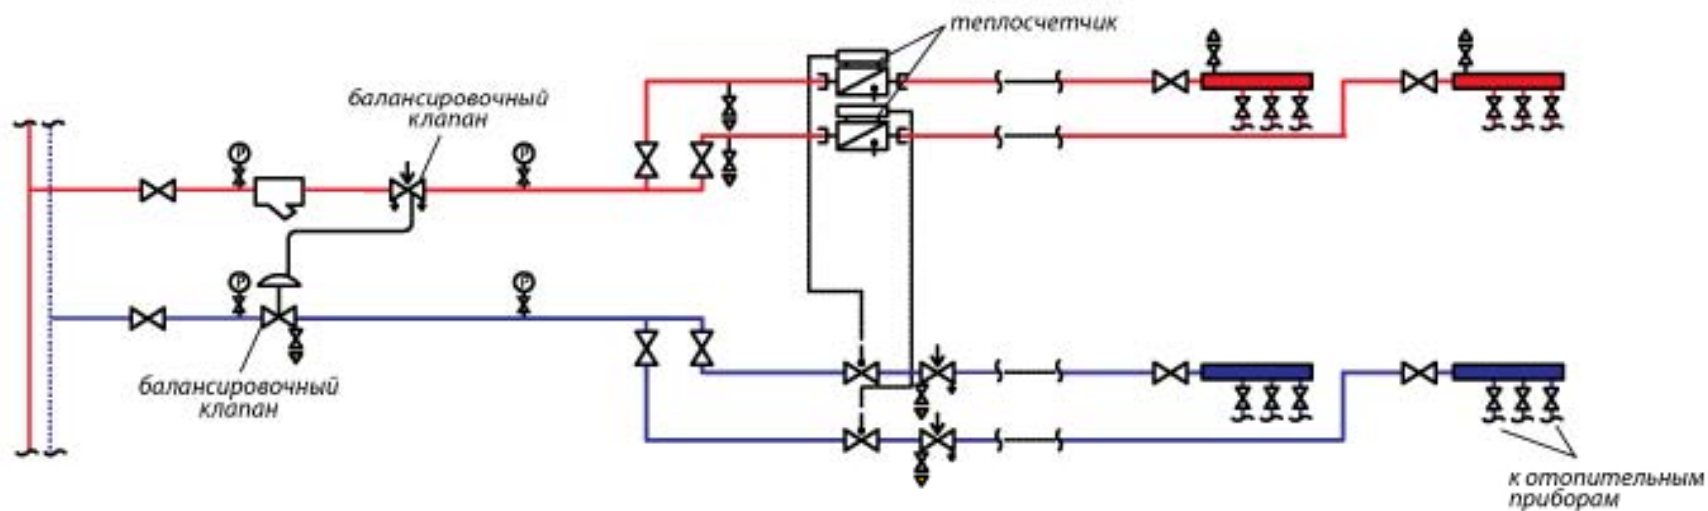 теплосчетчик
балансировочный
клапан
P
P
P
P
балансировочный
клапан
к отопительным
приборам